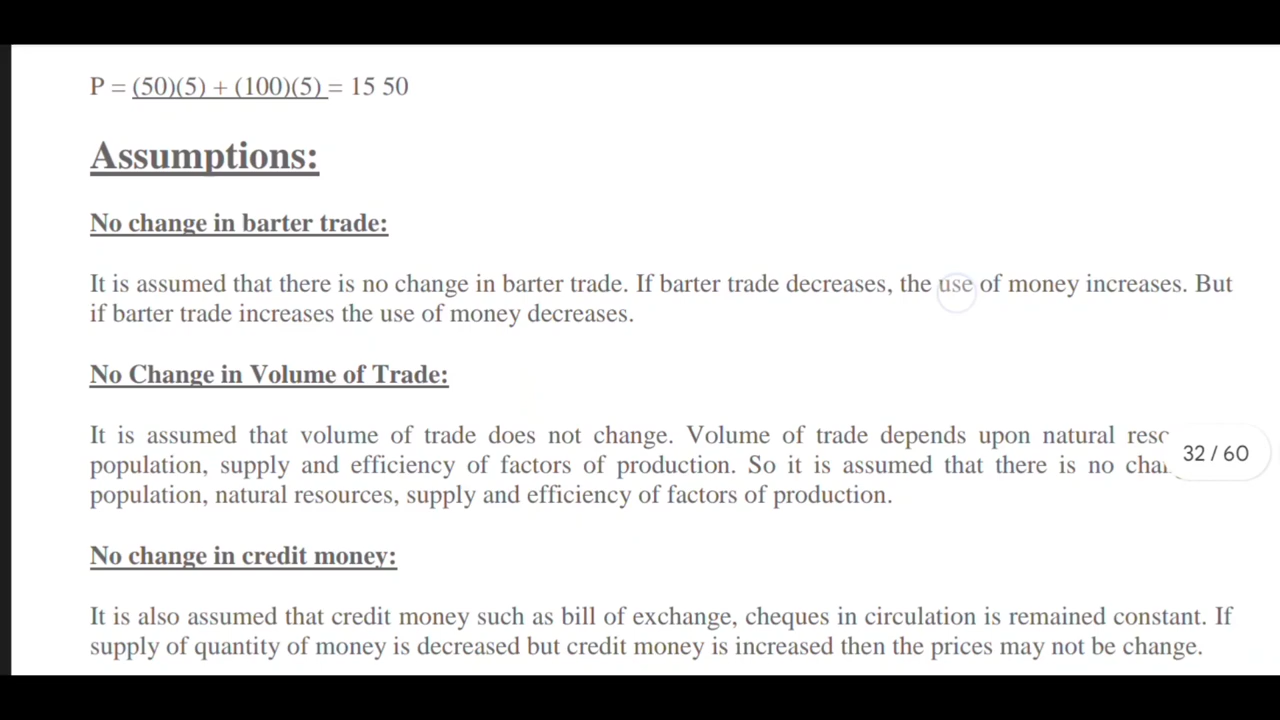 P = (50)(5) + (100)(5) = 15 50
Assumptions:
No change in barter trade:
It is assumed that there is no change in barter trade. If barter trade decreases, the use of money increases. But
if barter trade increases the use of money decreases.
No Change in Volume of Trade:
It is assumed that volume of trade does not change. Volume of trade depends upon natural
population, supply and efficiency of factors of production. So it is assumed that there is no
population, natural resources, supply and efficiency of factors of production.
32 / 60
No change in credit money:
It is also assumed that credit money such as bill of exchange, cheques in circulation is remained constant. If
supply of quantity of money is decreased but credit money is increased then the prices may not be change.